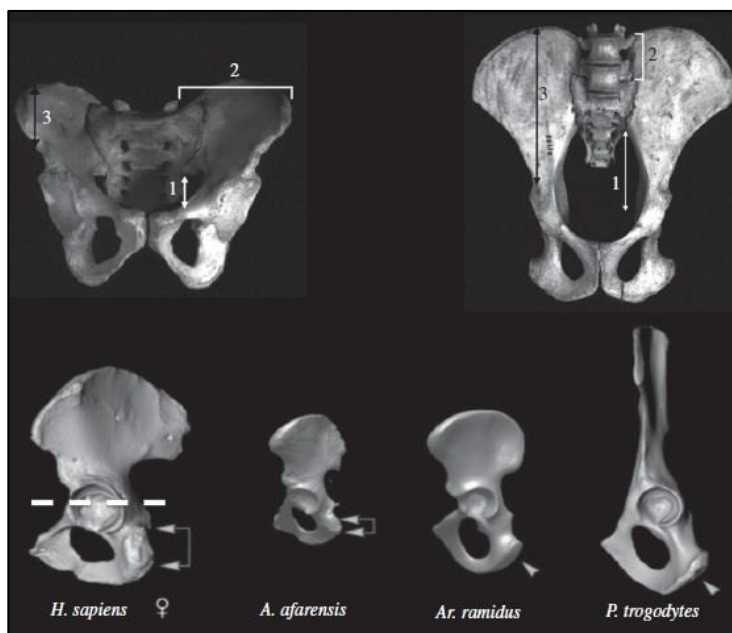 2
3
1
2
3
1
H. sapiens ♀
A. afarensis
Ar. ramidus
P. trogodytes